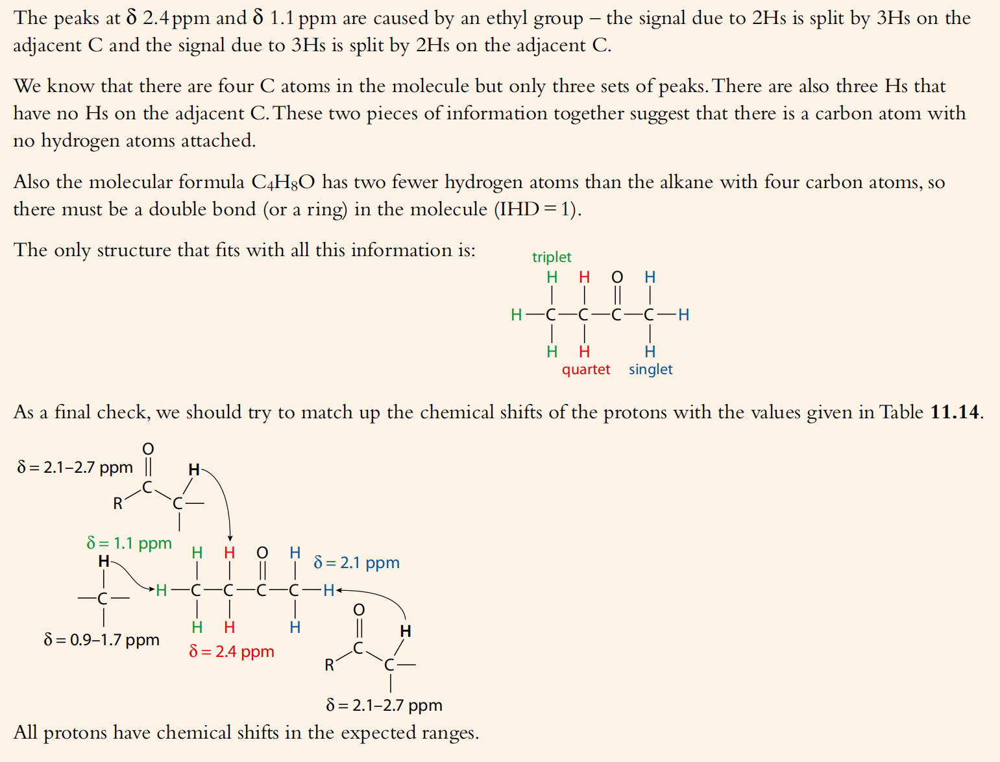 The peaks at δ 2.4 ppm and δ 1.1 ppm are caused by an ethyl group – the signal due to 2Hs is split by 3Hs on the
adjacent C and the signal due to 3Hs is split by 2Hs on the adjacent C.
We know that there are four C atoms in the molecule but only three sets of peaks. There are also three Hs that
have no Hs on the adjacent C. These two pieces of information together suggest that there is a carbon atom with
no hydrogen atoms attached.
Also the molecular formula C₄H₈O has two fewer hydrogen atoms than the alkane with four carbon atoms, so
there must be a double bond (or a ring) in the molecule (IHD = 1).
The only structure that fits with all this information is:
triplet
H H O H
H—C—C—C—C—H
H H H
quartet singlet
As a final check, we should try to match up the chemical shifts of the protons with the values given in Table 11.14.
O
δ = 2.1–2.7 ppm H
C
R C
δ = 1.1 ppm
H
C
δ = 0.9–1.7 ppm
H H O H
δ = 2.1 ppm
H—C—C—C—C—H
H H H
δ = 2.4 ppm
O
H
C
R C
δ = 2.1–2.7 ppm
All protons have chemical shifts in the expected ranges.